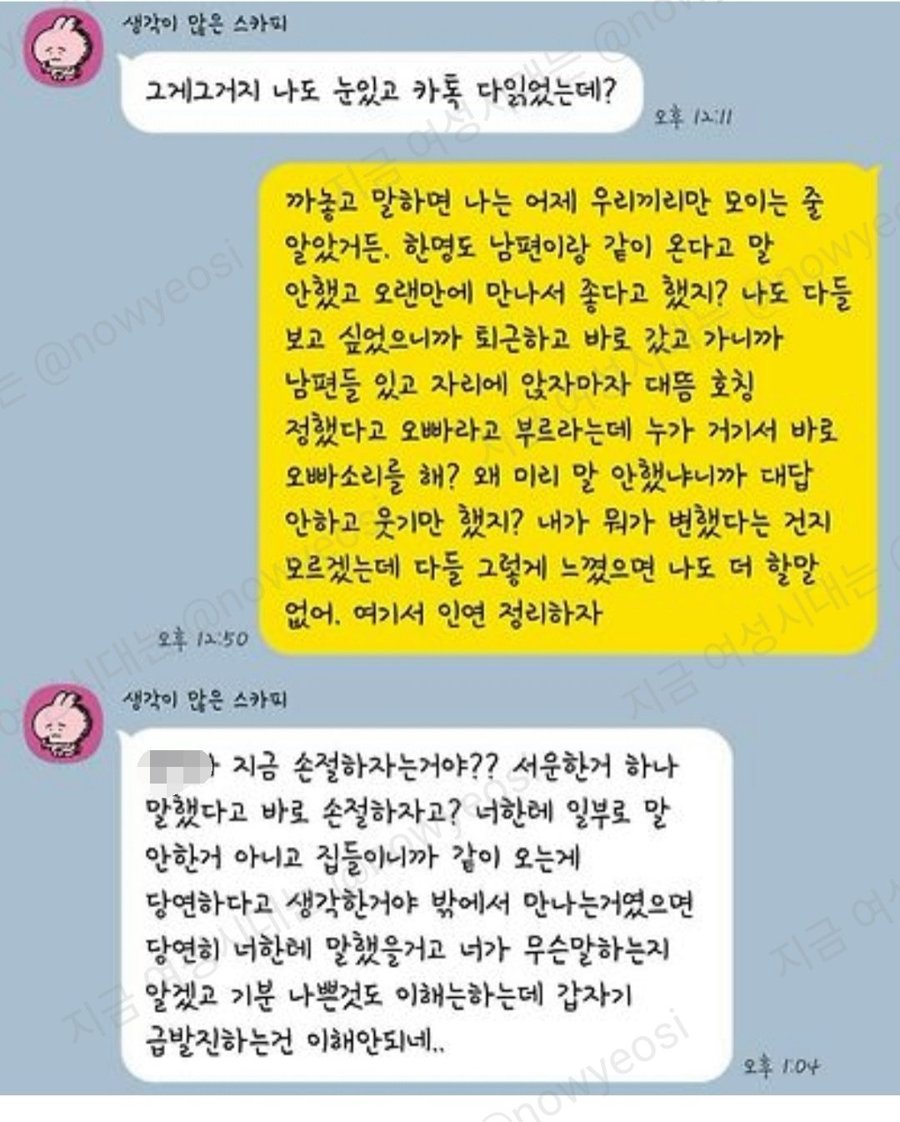 생각이 많은 스카피
그게그거지 나도 눈있고 카톡 다읽었는데?
오후 12:11
까놓고 말하면 나는 어제 우리끼리만 모이는 줄
알았거든. 한명도 남편이랑 같이 온다고 말
안했고 오랜만에 만나서 좋다고 했지? 나도 다들
보고 싶었으니까 퇴근하고 바로 갔고 가니까
남편들 있고 자리에 앉자마자 대뜸 호칭
정했다고 오빠라고 부르라는데 누가 거기서 바로
오빠소리를 해? 왜 미리 말 안했냐니까 대답
안하고 웃기만 했지? 내가 뭐가 변했다는 건지
모르겠는데 다들 그렇게 느꼈으면 나도 더 할말
없어. 여기서 인연 정리하자
오후 12:50
생각이 많은 스카피
지금 손절하자는거야?? 서운한거 하나
말했다고 바로 손절하자고? 너한레 일부로 말
안한거 아니고 집들이니까 같이 오는게
당연하다고 생각한거야 밖에서 만나는거였으면
당연히 너한레 말했을거고 너가 무슨말하는지
알겠고 기분 나쁜것도 이해는하는데 갑자기
급발진하는건 이해안되네..
오후 1:04
지금 여성시대는 @nowyeosi